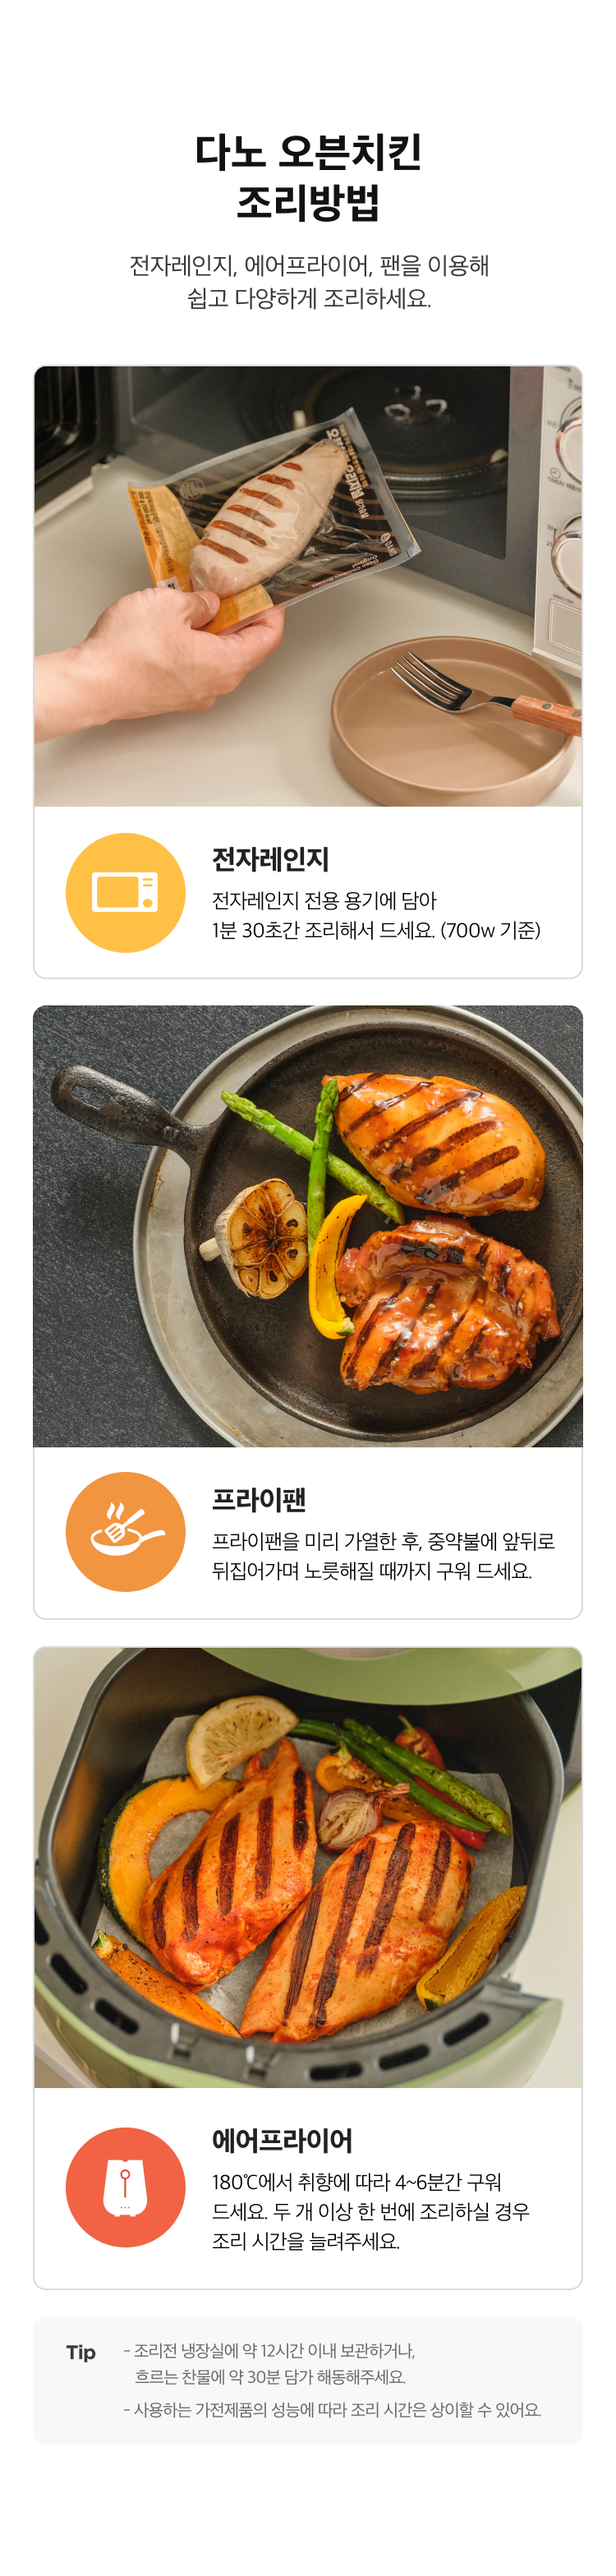 다노 오븐치킨
조리방법
전자레인지, 에어프라이어, 팬을 이용해
쉽고 다양하게 조리하세요.
전자레인지
전자레인지 전용 용기에 담아
1분 30초간 조리해서 드세요. (700w 기준)
프라이팬
프라이팬을 미리 가열한 후, 중약불에 앞뒤로
뒤집어가며 노릇해질 때까지 구워 드세요.
에어프라이어
180℃에서 취향에 따라 4~6분간 구워
드세요. 두 개 이상 한 번에 조리하실 경우
조리 시간을 늘려주세요.
Tip
- 조리전 냉장실에 약 12시간 이내 보관하거나,
흐르는 찬물에 약 30분 담가 해동해주세요.
- 사용하는 가전제품의 성능에 따라 조리 시간은 상이할 수 있어요.